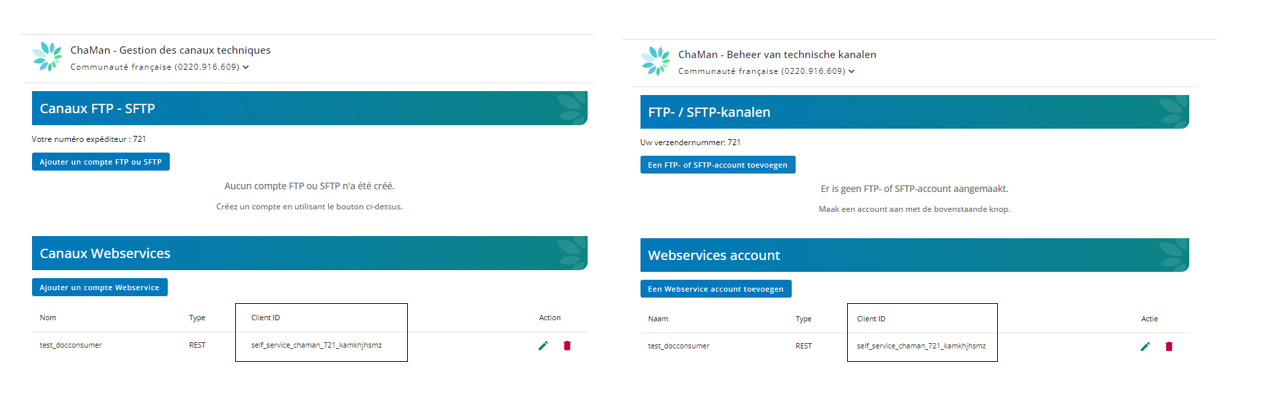 ChaMan - Gestion des canaux techniques
Communauté française (0220.916.609)
Canaux FTP - SFTP
Votre numéro expéditeur : 721
Ajouter un compte FTP ou SFTP
Aucun compte FTP ou SFTP n'a été créé.
Créez un compte en utilisant le bouton ci-dessus.
Canaux Webservices
Ajouter un compte Webservice
Nom Type Client ID Action
test_docconsumer REST self_service_chaman_721_kamkhjhsmz
ChaMan - Beheer van technische kanalen
Communauté française (0220.916.609)
FTP- / SFTP-kanalen
Uw verzendernummer: 721
Een FTP- of SFTP-account toevoegen
Er is geen FTP- of SFTP-account aangemaakt.
Maak een account aan met de bovenstaande knop.
Webservices account
Een Webservice account toevoegen
Naam Type Client ID Actie
test_docconsumer REST self_service_chaman_721_kamkhjhsmz